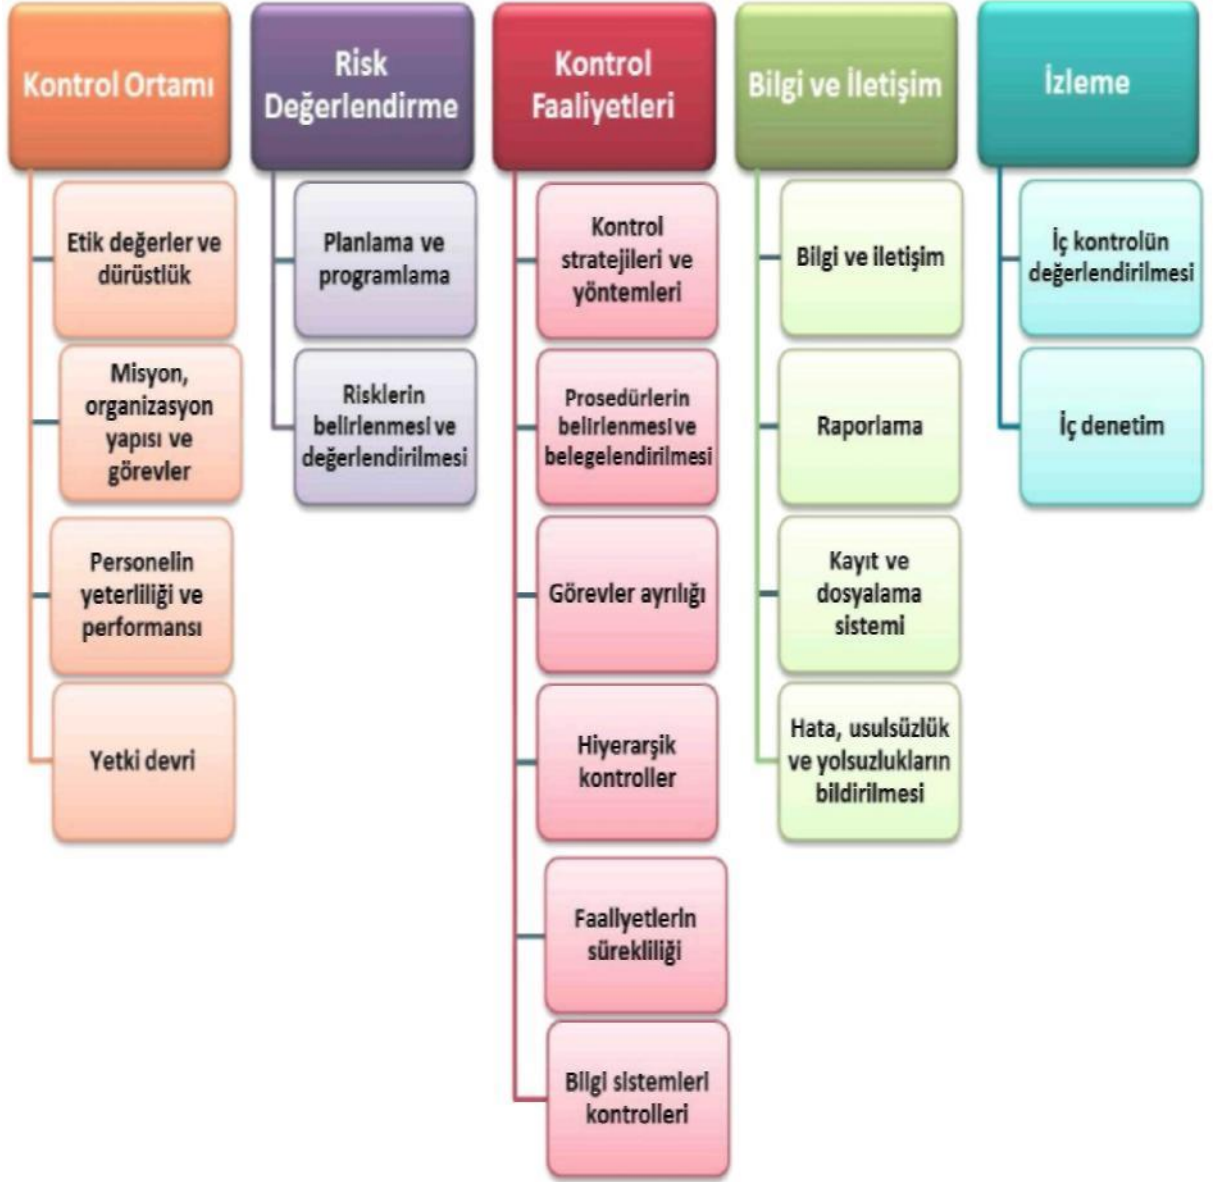 Kontrol Ortamı
Etik değerler ve
dürüstlük
Misyon,
organizasyon
yapısı ve
görevler
Personelin
yeterliliği ve
performansı
Yetki devri
Risk
Değerlendirme
Planlama ve
programlama
Risklerin
belirlenmesi ve
değerlendirilmesi
Kontrol
Faaliyetleri
Kontrol
stratejileri ve
yöntemleri
Prosedürlerin
belirlenmesi ve
belegelendirilmesi
Görevler ayrılığı
Hiyerarşik
kontroller
Faaliyetlerin
sürekliliği
Bilgi sistemleri
kontrolleri
Bilgi ve İletişim
Bilgi ve iletişim
Raporlama
Kayıt ve
dosyalama
sistemi
Hata, usulsüzlük
ve yolsuzlukların
bildirilmesi
İzleme
İç kontrolün
değerlendirilmesi
İç denetim